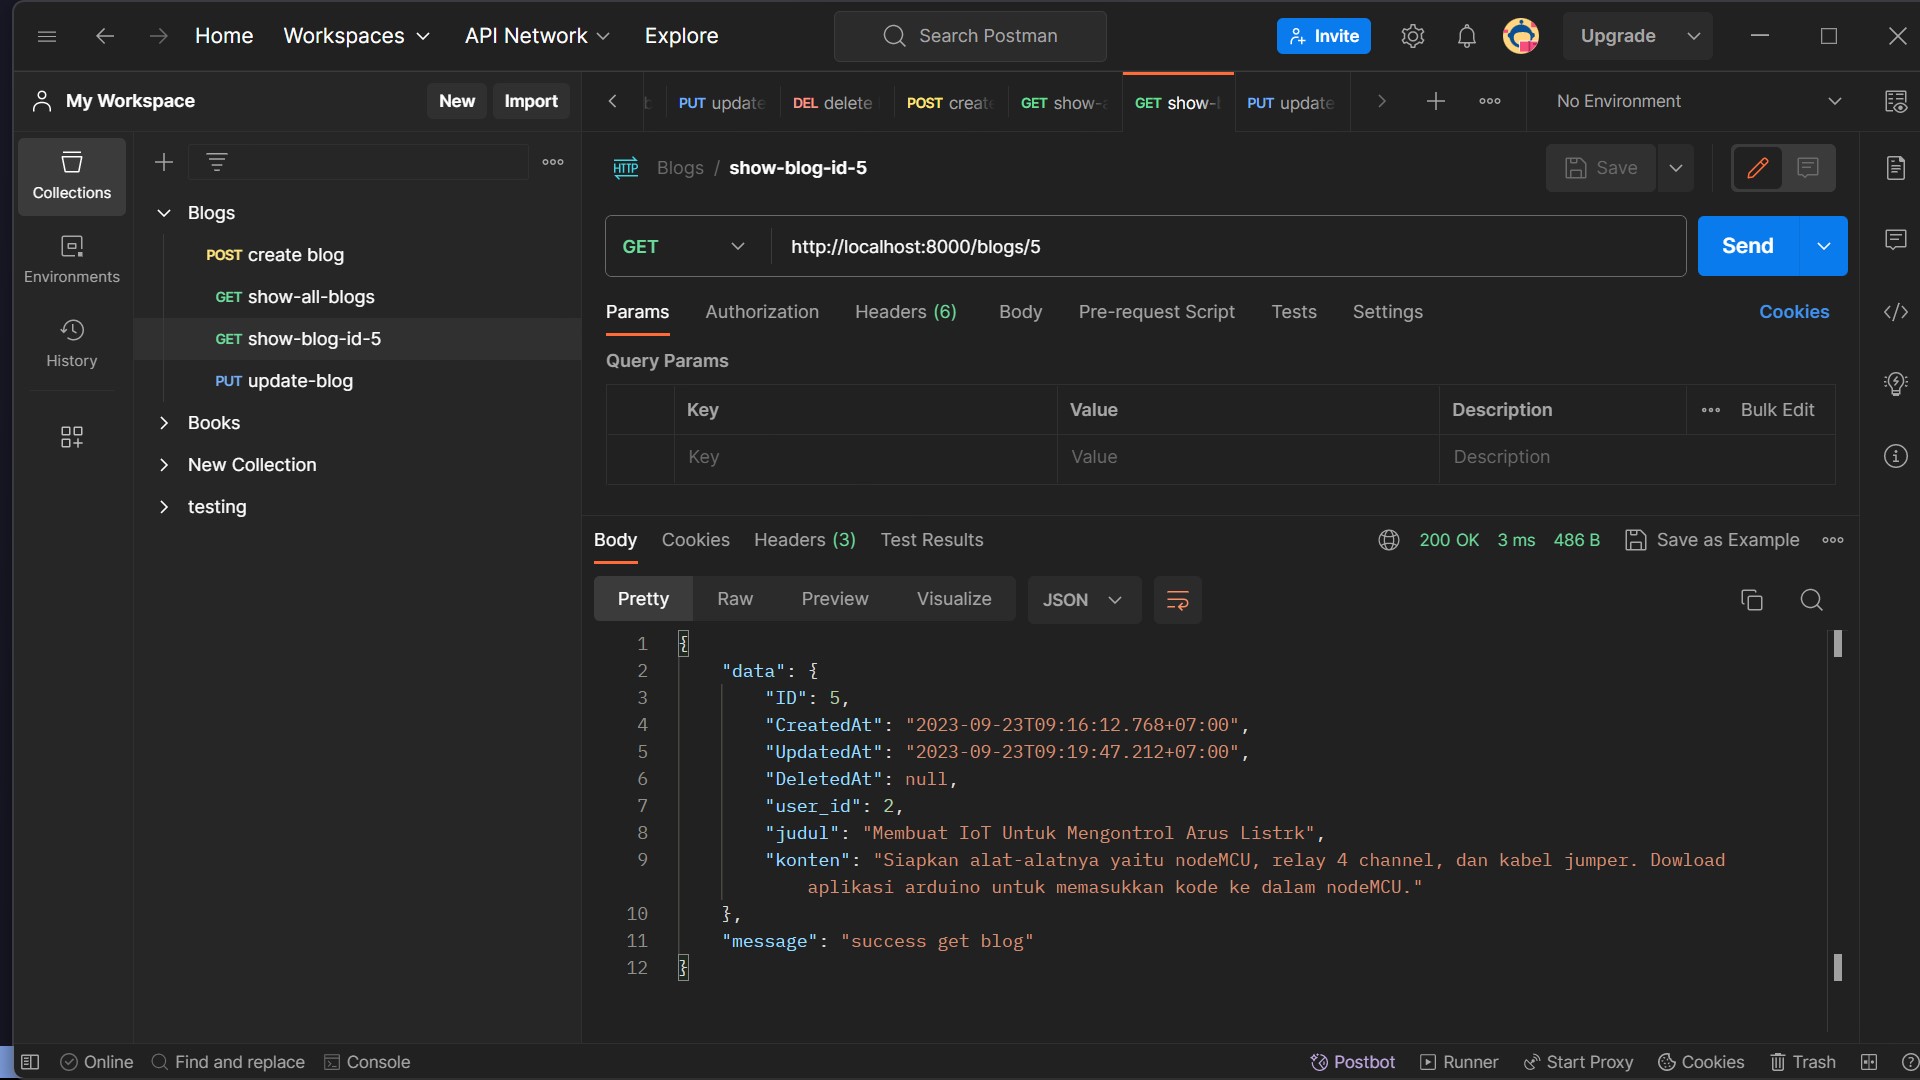 Home Workspaces API Network Explore Search Postman Invite Upgrade
My Workspace New Import PUT update DEL delete POST create GET show-a GET show- PUT update No Environment
Collections
Environments
History
Blogs
POST create blog
GET show-all-blogs
GET show-blog-id-5
PUT update-blog
Books
New Collection
testing
HTTP Blogs / show-blog-id-5 Save
GET http://localhost:8000/blogs/5 Send
Params Authorization Headers (6) Body Pre-request Script Tests Settings Cookies
Query Params
Key Value Description Bulk Edit
Key Value Description
Body Cookies Headers (3) Test Results 200 OK 3 ms 486 B Save as Example
Pretty Raw Preview Visualize JSON
1 {
2 "data": {
3 "ID": 5,
4 "CreatedAt": "2023-09-23T09:16:12.768+07:00",
5 "UpdatedAt": "2023-09-23T09:19:47.212+07:00",
6 "DeletedAt": null,
7 "user_id": 2,
8 "judul": "Membuat IoT Untuk Mengontrol Arus Listrk",
9 "konten": "Siapkan alat-alatnya yaitu nodeMCU, relay 4 channel, dan kabel jumper. Dowload
aplikasi arduino untuk memasukkan kode ke dalam nodeMCU."
10 },
11 "message": "success get blog"
12 }
Online Find and replace Console Postbot Runner Start Proxy Cookies Trash